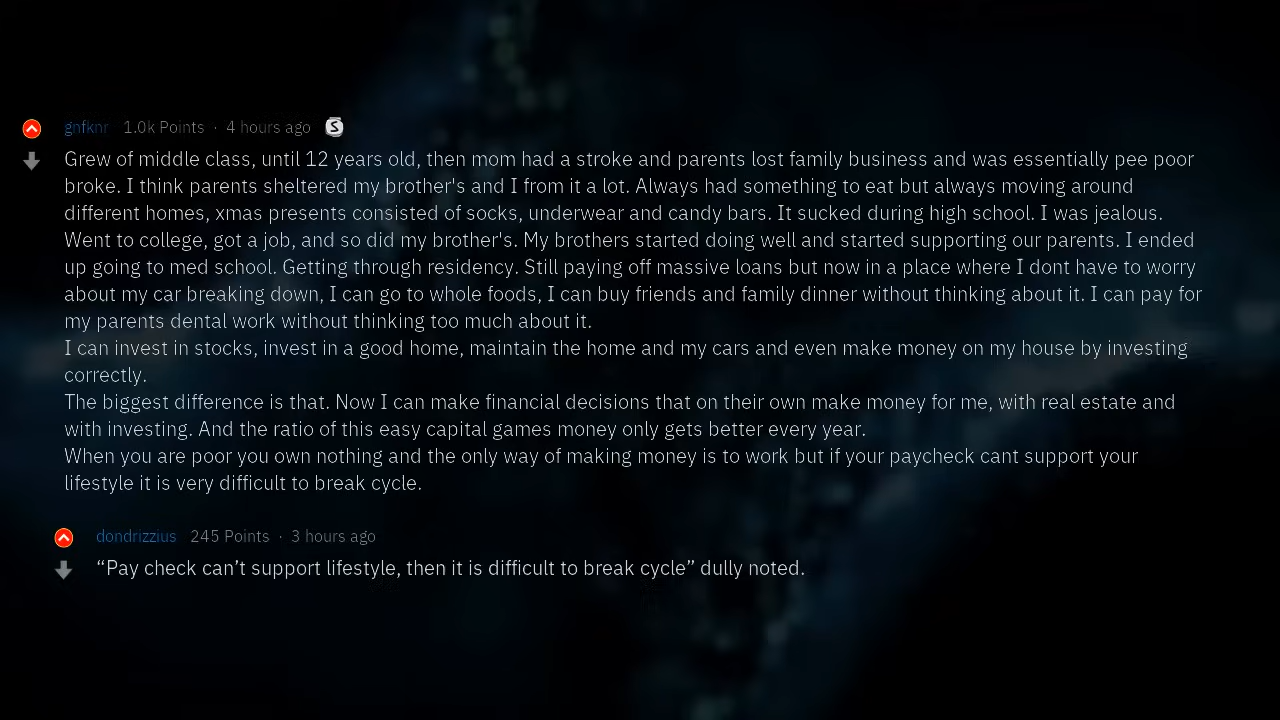 gnfknr 1.0k Points · 4 hours ago S
Grew of middle class, until 12 years old, then mom had a stroke and parents lost family business and was essentially pee poor
broke. I think parents sheltered my brother's and I from it a lot. Always had something to eat but always moving around
different homes, xmas presents consisted of socks, underwear and candy bars. It sucked during high school. I was jealous.
Went to college, got a job, and so did my brother's. My brothers started doing well and started supporting our parents. I ended
up going to med school. Getting through residency. Still paying off massive loans but now in a place where I dont have to worry
about my car breaking down, I can go to whole foods, I can buy friends and family dinner without thinking about it. I can pay for
my parents dental work without thinking too much about it.
I can invest in stocks, invest in a good home, maintain the home and my cars and even make money on my house by investing
correctly.
The biggest difference is that. Now I can make financial decisions that on their own make money for me, with real estate and
with investing. And the ratio of this easy capital games money only gets better every year.
When you are poor you own nothing and the only way of making money is to work but if your paycheck cant support your
lifestyle it is very difficult to break cycle.
dondrizzius 245 Points · 3 hours ago
“Pay check can’t support lifestyle, then it is difficult to break cycle” dully noted.